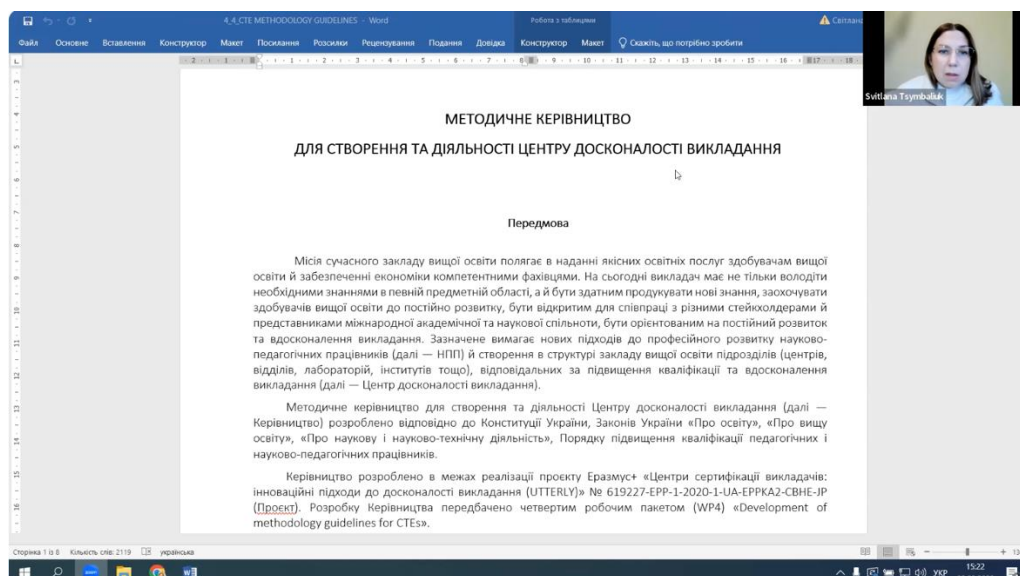 4_4_CTE METHODOLOGY GUIDELINES - Word
Робота з таблицями
Світлана
Файл Основне Вставлення Конструктор Макет Посилання Розсилки Рецензування Подання Довідка Конструктор Макет Скажіть, що потрібно зробити
Svitlana Tsymbaliuk
МЕТОДИЧНЕ КЕРІВНИЦТВО
ДЛЯ СТВОРЕННЯ ТА ДІЯЛЬНОСТІ ЦЕНТРУ ДОСКОНАЛОСТІ ВИКЛАДАННЯ
Передмова
Місія сучасного закладу вищої освіти полягає в наданні якісних освітніх послуг здобувачам вищої
освіти й забезпеченні економіки компетентними фахівцями. На сьогодні викладач має не тільки володіти
необхідними знаннями в певній предметній області, а й бути здатним продукувати нові знання, заохочувати
здобувачів вищої освіти до постійно розвитку, бути відкритим для співпраці з різними стейкхолдерами й
представниками міжнародної академічної та наукової спільноти, бути орієнтованим на постійний розвиток
та вдосконалення викладання. Зазначене вимагає нових підходів до професійного розвитку науково-
педагогічних працівників (далі — НПП) й створення в структурі закладу вищої освіти підрозділів (центрів,
відділів, лабораторій, інститутів тощо), відповідальних за підвищення кваліфікації та вдосконалення
викладання (далі — Центр досконалості викладання).
Методичне керівництво для створення та діяльності Центру досконалості викладання (далі —
Керівництво) розроблено відповідно до Конституції України, Законів України «Про освіту», «Про вищу
освіту», «Про наукову і науково-технічну діяльність», Порядку підвищення кваліфікації педагогічних і
науково-педагогічних працівників.
Керівництво розроблено в межах реалізації проєкту Еразмус+ «Центри сертифікації викладачів:
інноваційні підходи до досконалості викладання (UTTERLY)» № 619227-EPP-1-2020-1-UA-EPPKA2-CBHE-JP
(Проєкт). Розробку Керівництва передбачено четвертим робочим пакетом (WP4) «Development of
methodology guidelines for CTEs».
Сторінка 1 із 8 Кількість слів: 2119 українська
УКР 15:22